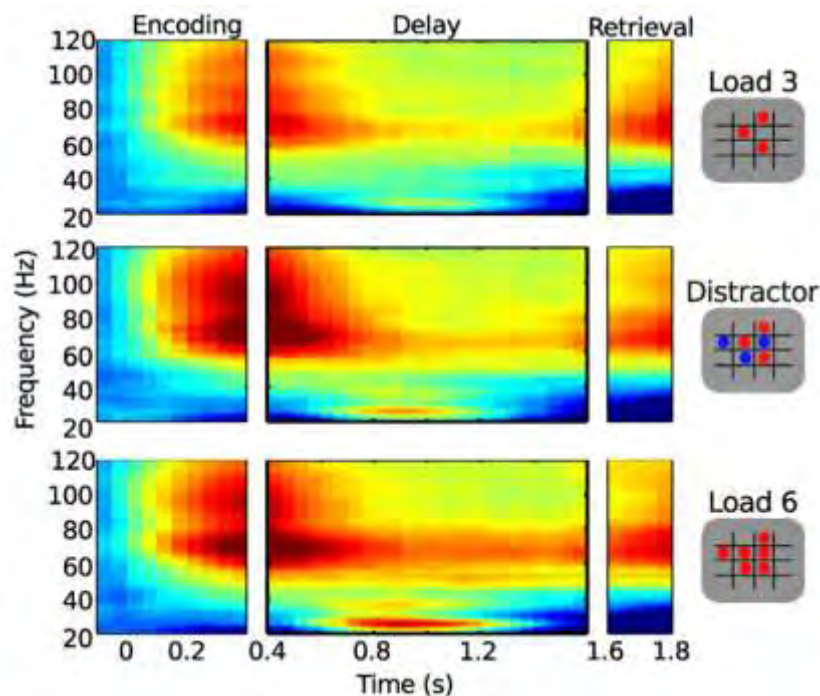 Encoding Delay Retrieval
120
100
80
60
40
20
Load 3
120
100
80
60
40
20
Distractor
120
100
80
60
40
20
Load 6
Frequency (Hz)
0 0.2 0.4 0.8 1.2 1.6 1.8
Time (s)